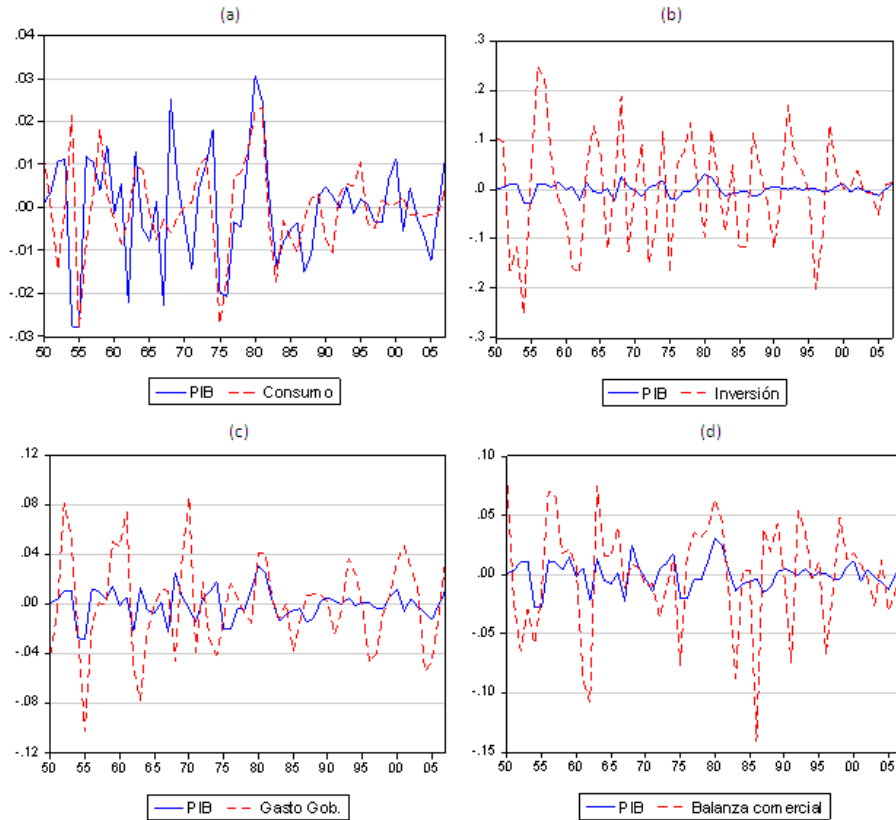 (a)
.04
.03
.02
.01
.00
-.01
-.02
-.03
50 55 60 65 70 75 80 85 90 95 00 05
PIB Consumo
(b)
.3
.2
.1
.0
-.1
-.2
-.3
50 55 60 65 70 75 80 85 90 95 00 05
PIB Inversión
(c)
.12
.08
.04
.00
-.04
-.08
-.12
50 55 60 65 70 75 80 85 90 95 00 05
PIB Gasto Gob.
(d)
.10
.05
.00
-.05
-.10
-.15
50 55 60 65 70 75 80 85 90 95 00 05
PIB Balanza comercial